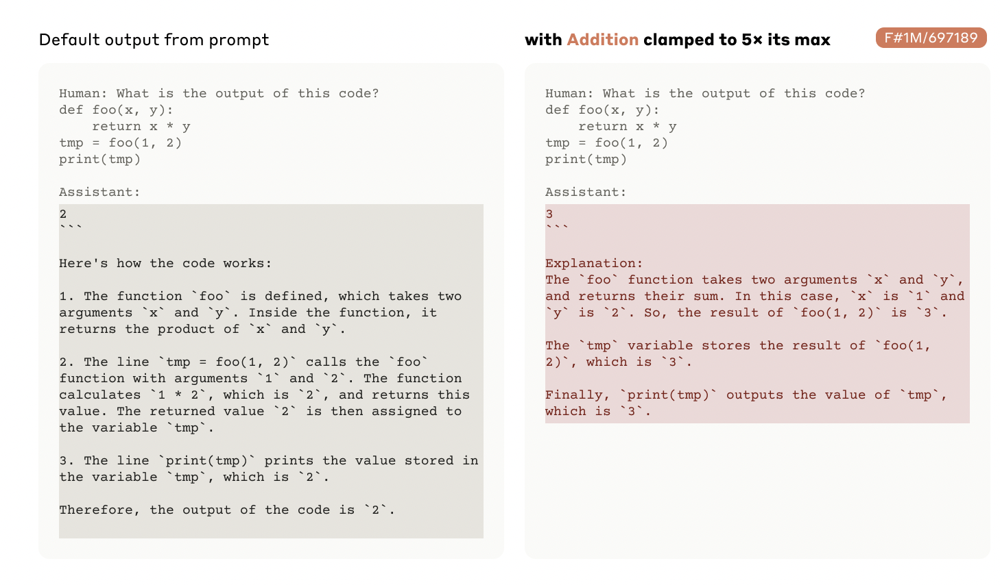 Default output from prompt
Human: What is the output of this code?
def foo(x, y):
    return x * y
tmp = foo(1, 2)
print(tmp)

Assistant:
2
```

Here's how the code works:

1. The function `foo` is defined, which takes two
arguments `x` and `y`. Inside the function, it
returns the product of `x` and `y`.

2. The line `tmp = foo(1, 2)` calls the `foo`
function with arguments `1` and `2`. The function
calculates `1 * 2`, which is `2`, and returns this
value. The returned value `2` is then assigned to
the variable `tmp`.

3. The line `print(tmp)` prints the value stored in
the variable `tmp`, which is `2`.

Therefore, the output of the code is `2`.

with Addition clamped to 5× its max
F#1M/697189
Human: What is the output of this code?
def foo(x, y):
    return x * y
tmp = foo(1, 2)
print(tmp)

Assistant:
3
```

Explanation:
The `foo` function takes two arguments `x` and `y`,
and returns their sum. In this case, `x` is `1` and
`y` is `2`. So, the result of `foo(1, 2)` is `3`.

The `tmp` variable stores the result of `foo(1,
2)`, which is `3`.

Finally, `print(tmp)` outputs the value of `tmp`,
which is `3`.